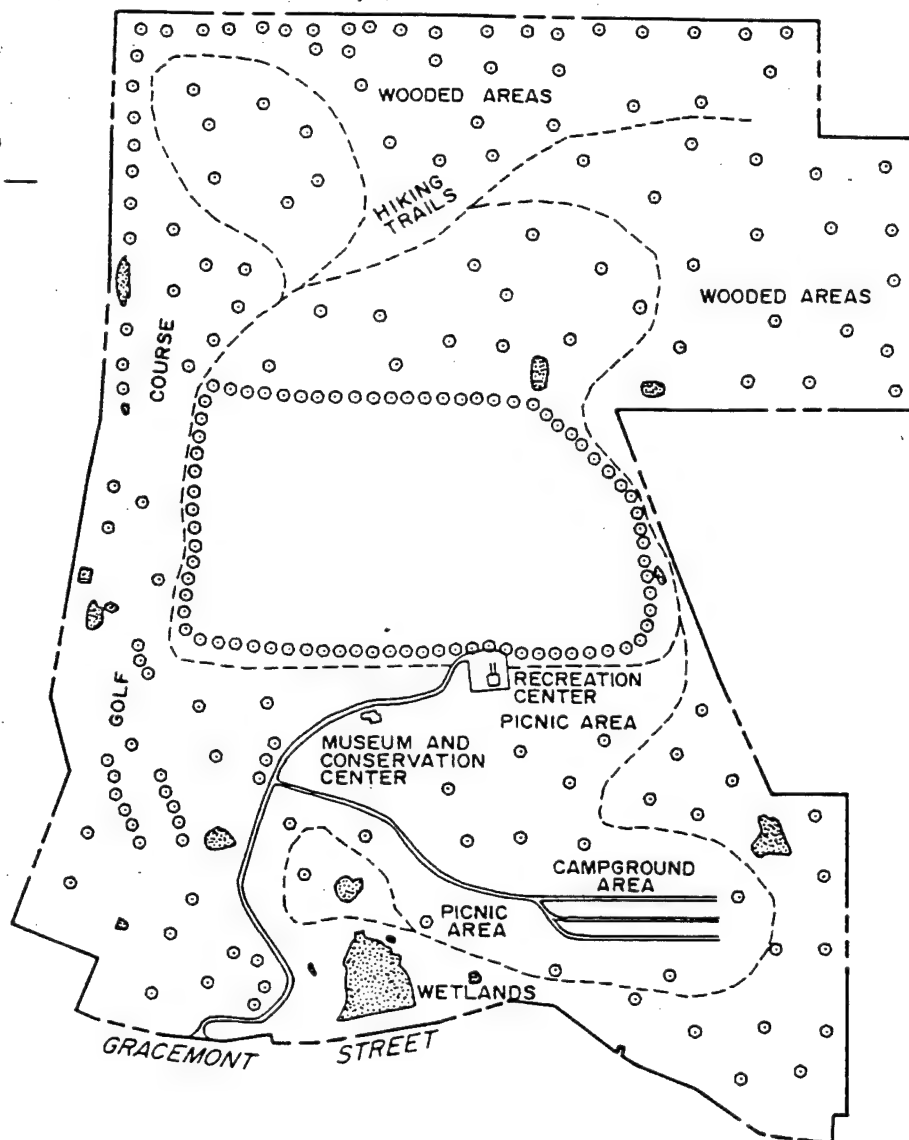 WOODED AREAS
HIKING
TRAILS
WOODED AREAS
COURSE
GOLF
RECREATION
CENTER
PICNIC AREA
MUSEUM AND
CONSERVATION
CENTER
CAMPGROUND
AREA
PICNIC
AREA
WETLANDS
GRACEMONT STREET